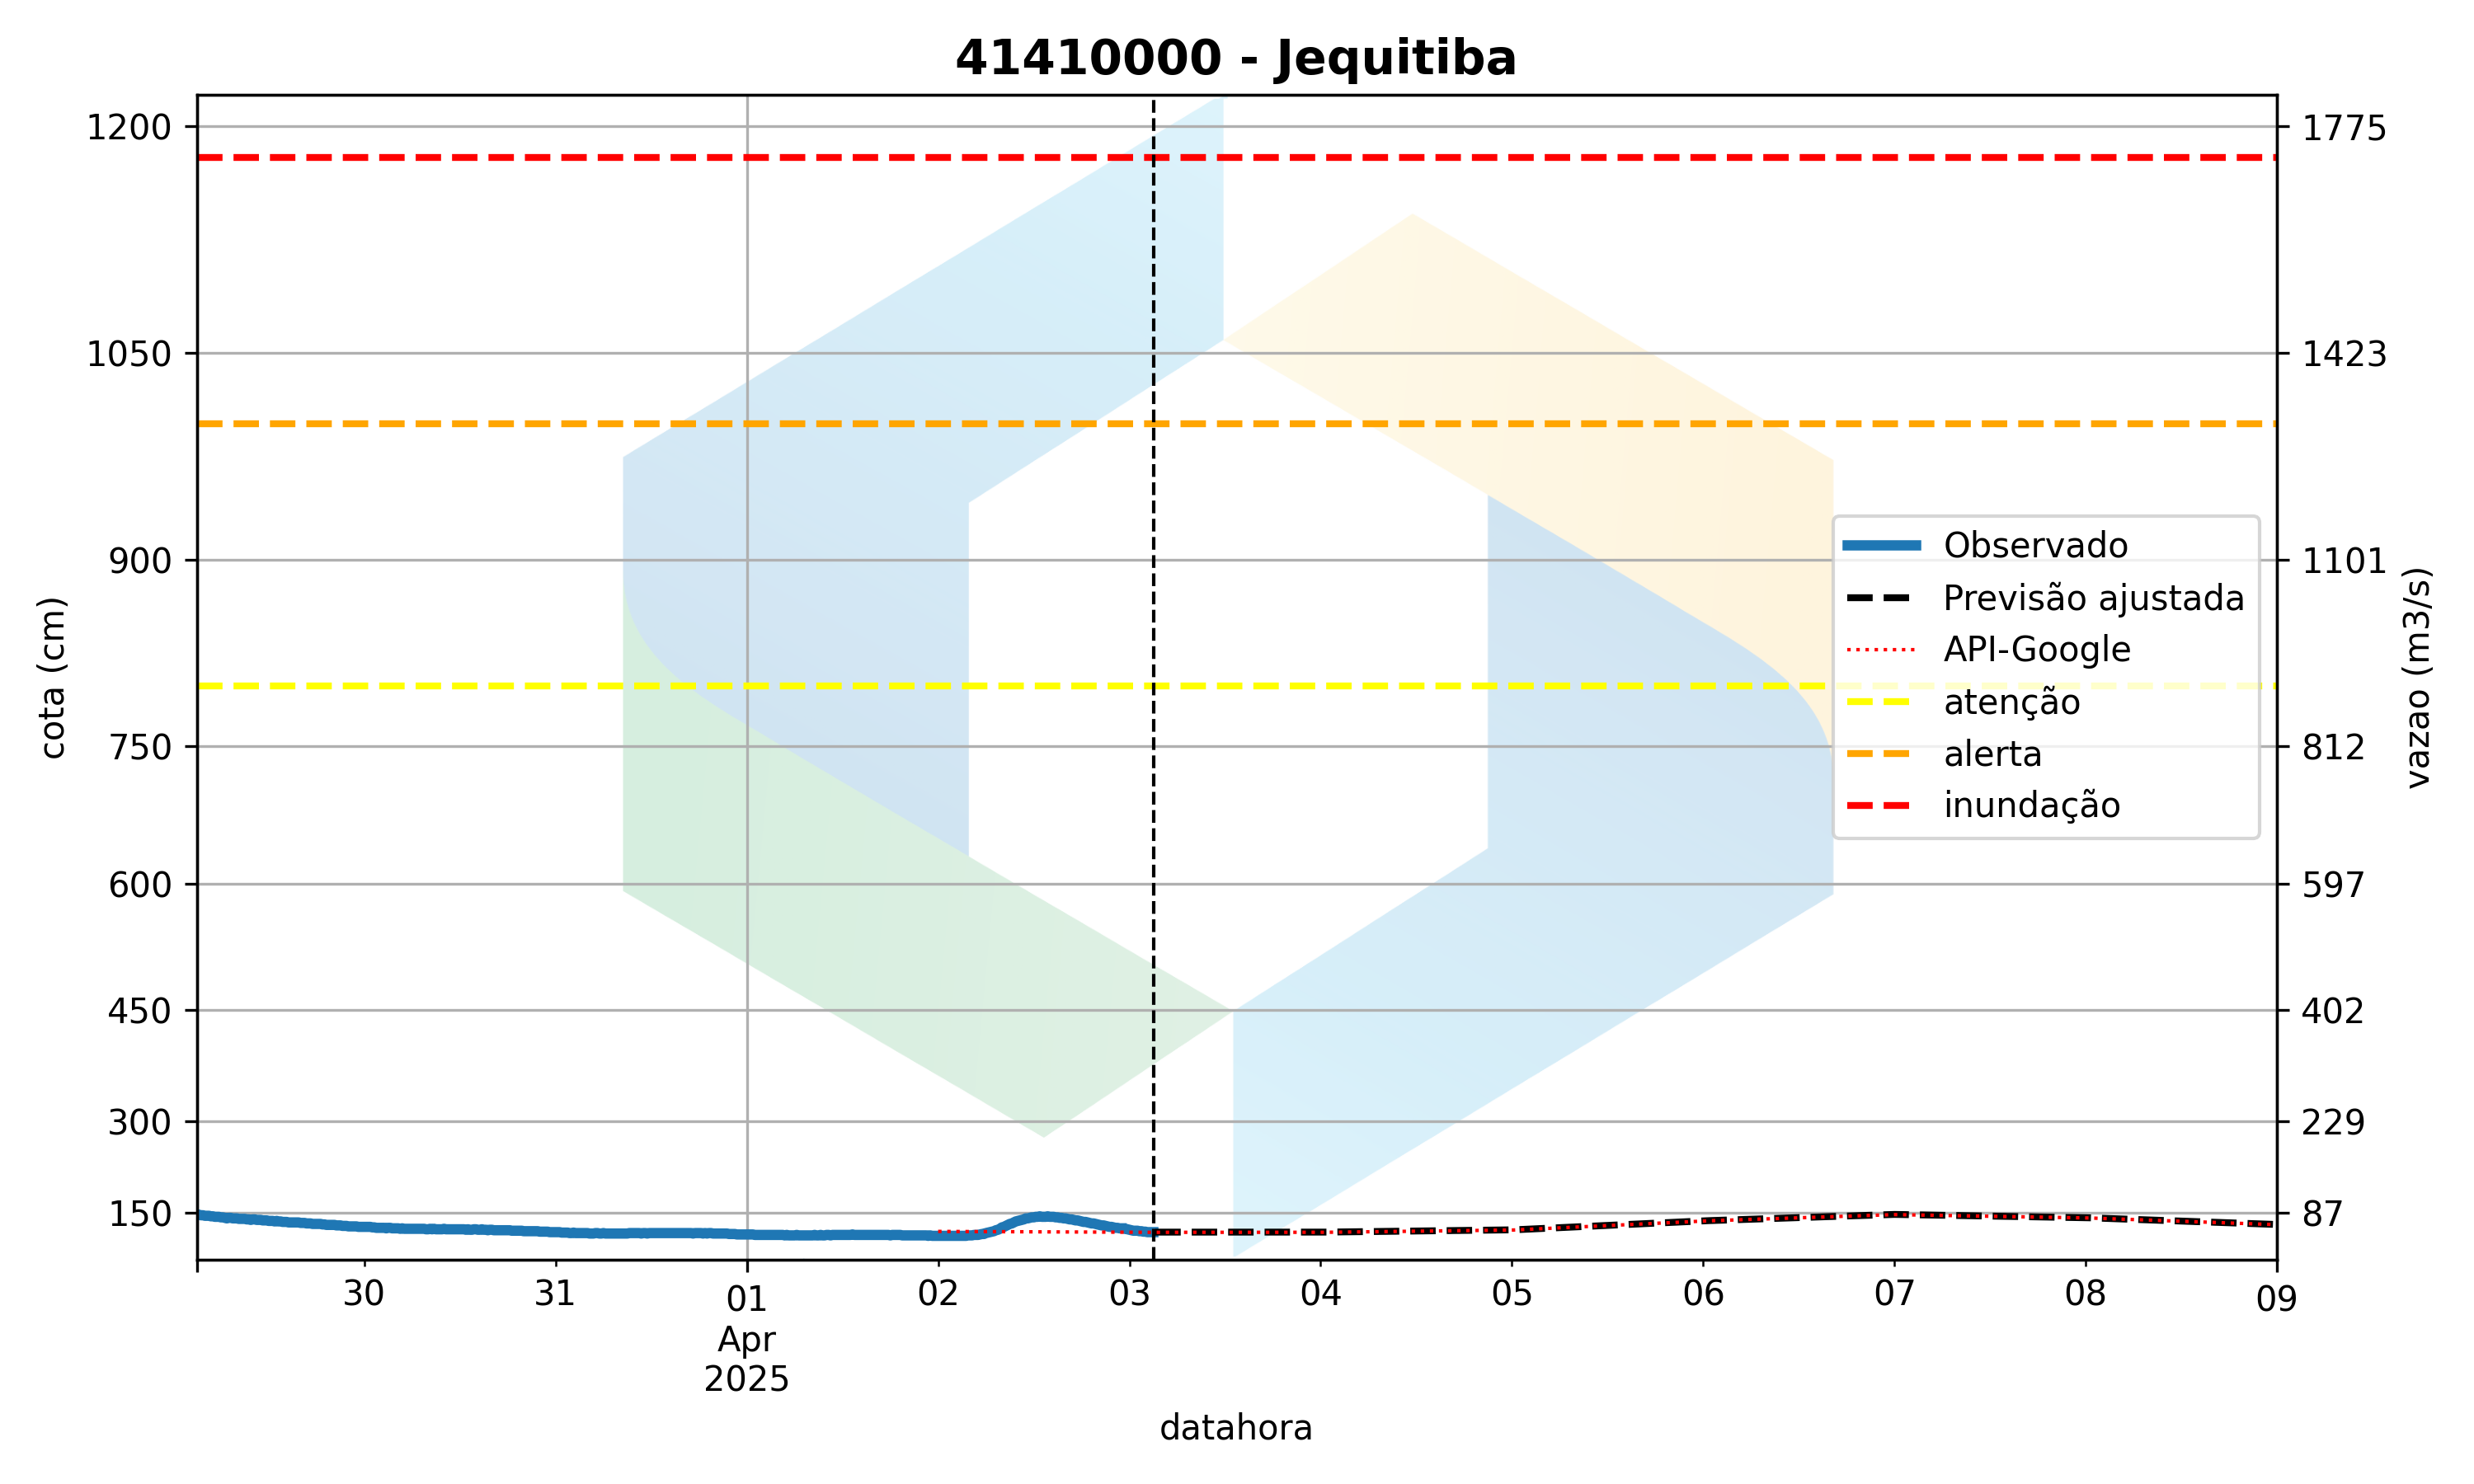 41410000 - Jequitiba
1200
1050
900
750
600
450
300
150
cota (cm)
1775
1423
1101
812
597
402
229
87
vazao (m3/s)
Observado
Previsão ajustada
API-Google
atenção
alerta
inundação
30
31
01
02
03
04
05
06
07
08
09
Apr
2025
datahora